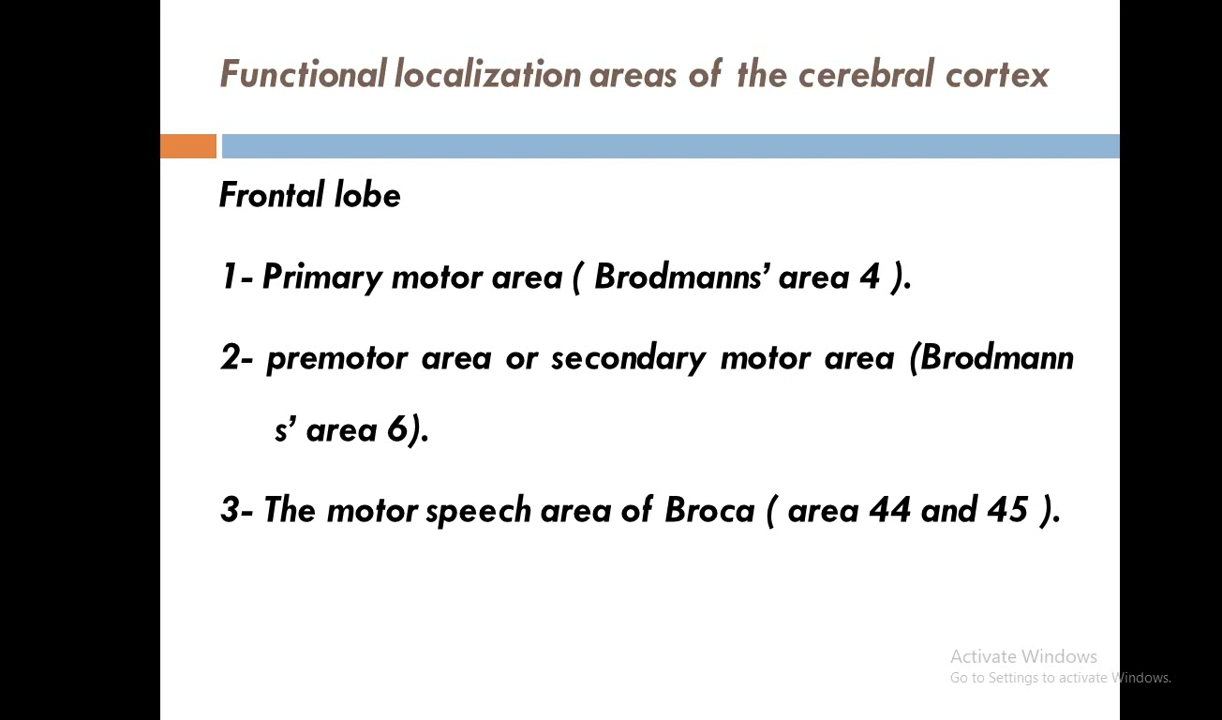 Functional localization areas of the cerebral cortex
Frontal lobe
1- Primary motor area ( Brodmanns’ area 4 ).
2- premotor area or secondary motor area (Brodmann
s’ area 6).
3- The motor speech area of Broca ( area 44 and 45 ).
Activate Windows
Go to Settings to activate Windows.